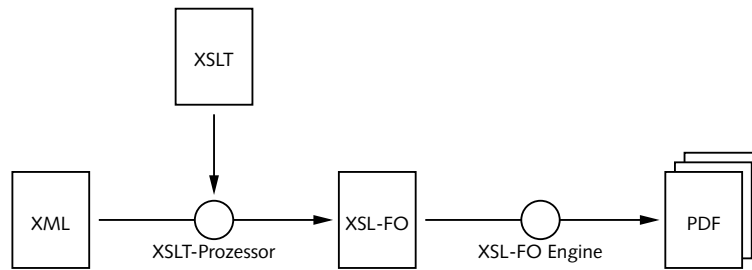 XSLT
XML
XSLT-Prozessor
XSL-FO
XSL-FO Engine
PDF